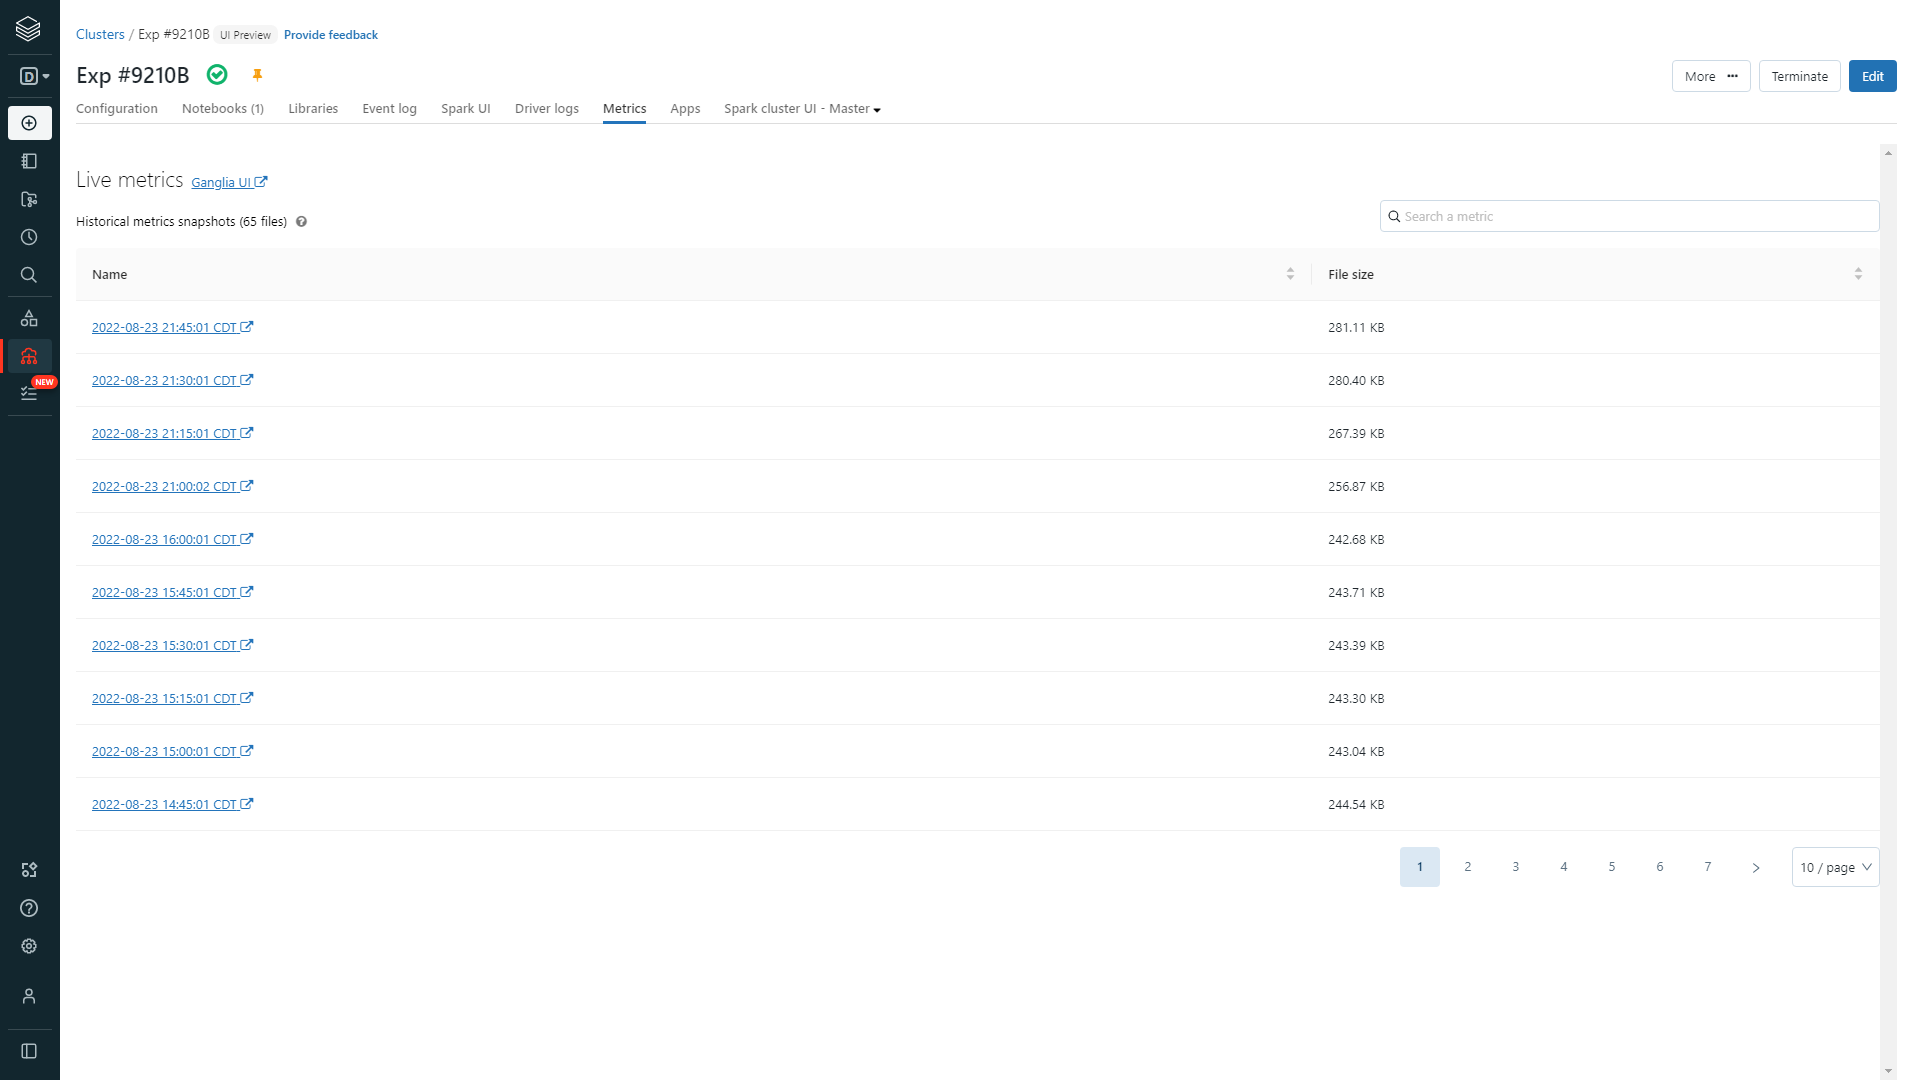 Clusters / Exp #9210B UI Preview Provide feedback
D
Exp #9210B
More ••• Terminate Edit
Configuration Notebooks (1) Libraries Event log Spark UI Driver logs Metrics Apps Spark cluster UI - Master
Live metrics Ganglia UI
Historical metrics snapshots (65 files) ?
Search a metric
Name File size
2022-08-23 21:45:01 CDT 281.11 KB
2022-08-23 21:30:01 CDT 280.40 KB
NEW
2022-08-23 21:15:01 CDT 267.39 KB
2022-08-23 21:00:02 CDT 256.87 KB
2022-08-23 16:00:01 CDT 242.68 KB
2022-08-23 15:45:01 CDT 243.71 KB
2022-08-23 15:30:01 CDT 243.39 KB
2022-08-23 15:15:01 CDT 243.30 KB
2022-08-23 15:00:01 CDT 243.04 KB
2022-08-23 14:45:01 CDT 244.54 KB
1 2 3 4 5 6 7 > 10 / page